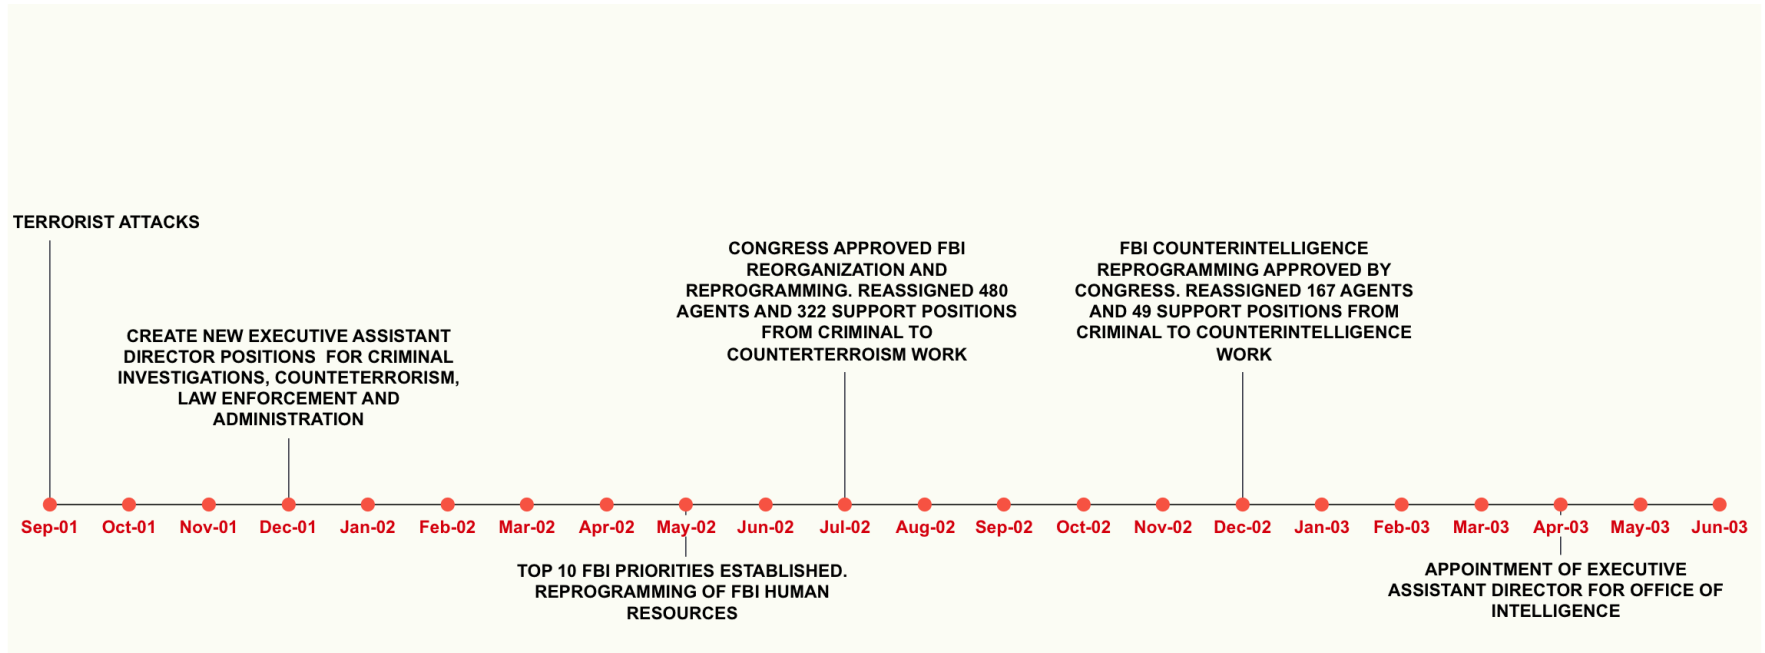 TERRORIST ATTACKS
CREATE NEW EXECUTIVE ASSISTANT
DIRECTOR POSITIONS  FOR CRIMINAL
INVESTIGATIONS, COUNTETERRORISM,
LAW ENFORCEMENT AND
ADMINISTRATION
CONGRESS APPROVED FBI
REORGANIZATION AND
REPROGRAMMING. REASSIGNED 480
AGENTS AND 322 SUPPORT POSITIONS
FROM CRIMINAL TO
COUNTERTERROISM WORK
FBI COUNTERINTELLIGENCE
REPROGRAMMING APPROVED BY
CONGRESS. REASSIGNED 167 AGENTS
AND 49 SUPPORT POSITIONS FROM
CRIMINAL TO COUNTERINTELLIGENCE
WORK
Sep-01 Oct-01 Nov-01 Dec-01 Jan-02 Feb-02 Mar-02 Apr-02 May-02 Jun-02 Jul-02 Aug-02 Sep-02 Oct-02 Nov-02 Dec-02 Jan-03 Feb-03 Mar-03 Apr-03 May-03 Jun-03
TOP 10 FBI PRIORITIES ESTABLISHED.
REPROGRAMMING OF FBI HUMAN
RESOURCES
APPOINTMENT OF EXECUTIVE
ASSISTANT DIRECTOR FOR OFFICE OF
INTELLIGENCE